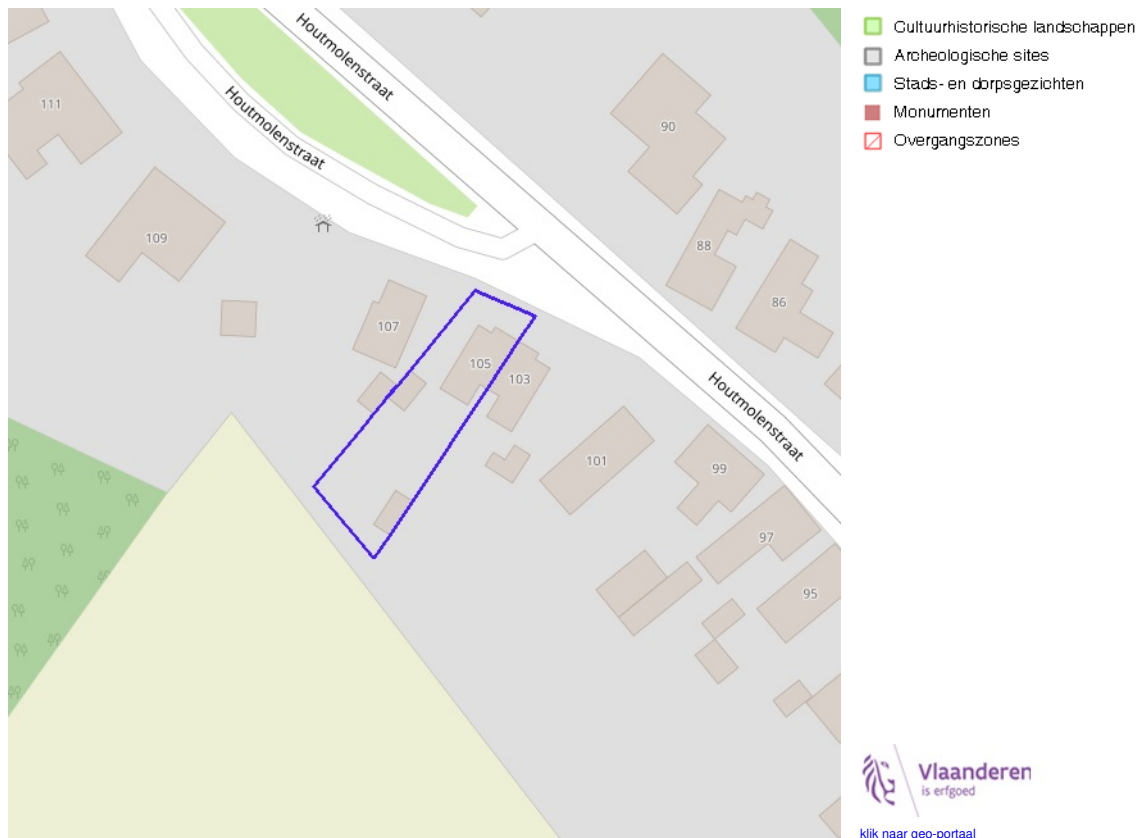 Houtmolenstraat
Houtmolenstraat
Houtmolenstraat
111
109
107
105
103
101
99
97
95
90
88
86
Cultuurhistorische landschappen
Archeologische sites
Stads- en dorpsgezichten
Monumenten
Overgangszones
Vlaanderen
is erfgoed
klik naar geo-portaal